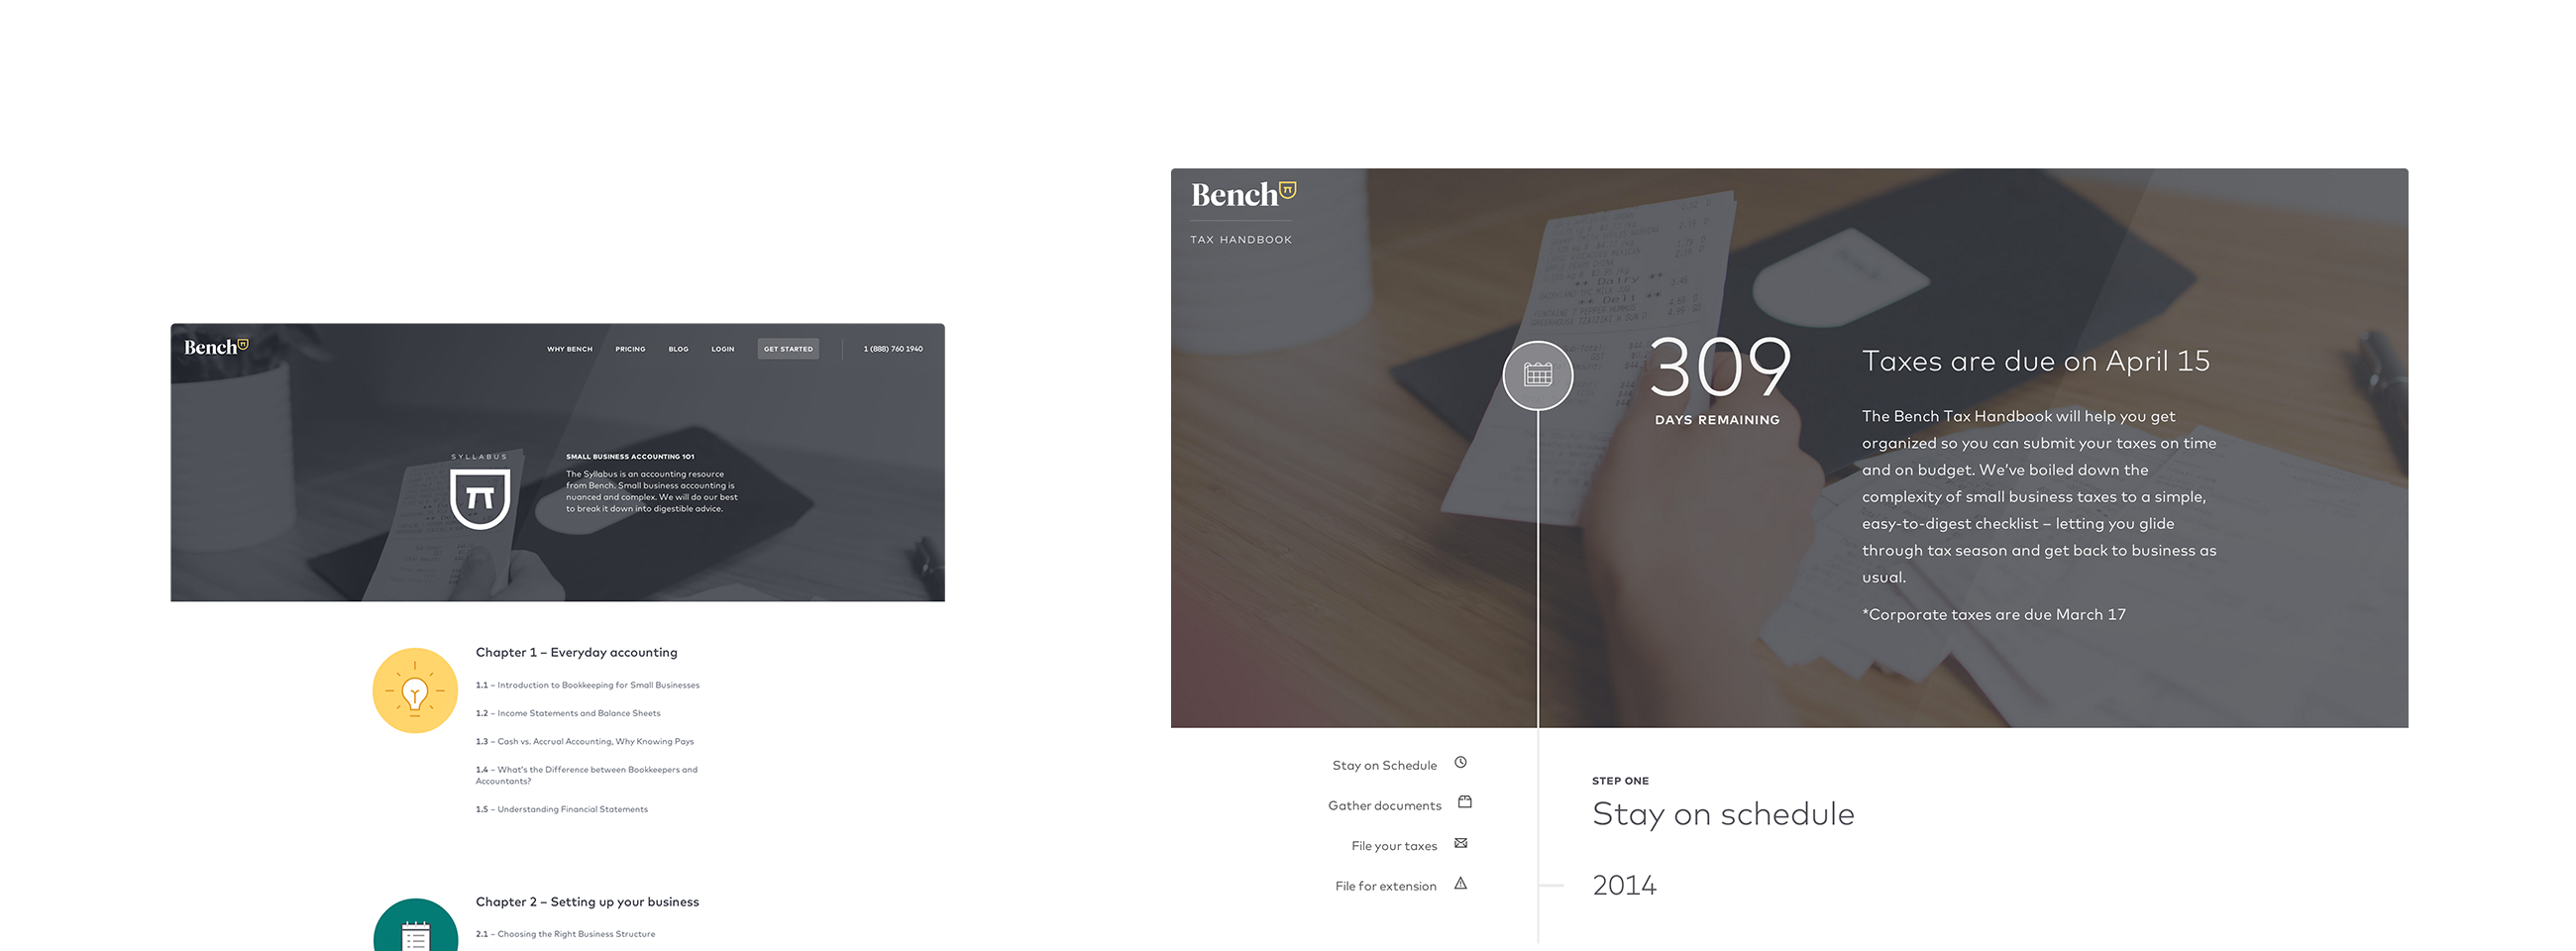 Bench
WHY BENCH
PRICING
BLOG
LOGIN
GET STARTED
1 (888) 760 1940
SYLLABUS
SMALL BUSINESS ACCOUNTING 101
The Syllabus is an accounting resource
from Bench. Small business accounting is
nuanced and complex. We will do our best
to break it down into digestible advice.
Chapter 1 – Everyday accounting
1.1 – Introduction to Bookkeeping for Small Businesses
1.2 – Income Statements and Balance Sheets
1.3 – Cash vs. Accrual Accounting, Why Knowing Pays
1.4 – What's the Difference between Bookkeepers and
Accountants?
1.5 – Understanding Financial Statements
Chapter 2 – Setting up your business
2.1 – Choosing the Right Business Structure
Bench
TAX HANDBOOK
** Dairy **
** Deli **
309
DAYS REMAINING
Taxes are due on April 15
The Bench Tax Handbook will help you get
organized so you can submit your taxes on time
and on budget. We've boiled down the
complexity of small business taxes to a simple,
easy-to-digest checklist – letting you glide
through tax season and get back to business as
usual.
*Corporate taxes are due March 17
Stay on Schedule
Gather documents
File your taxes
File for extension
STEP ONE
Stay on schedule
2014